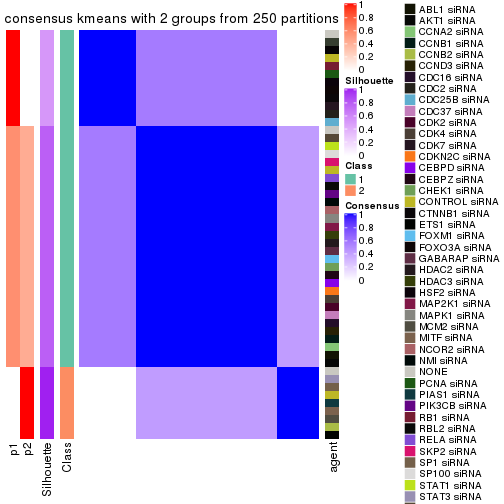 consensus kmeans with 2 groups from 250 partitions
1
0.8
0.6
0.4
0.2
0
Silhouette
1
0.8
0.6
0.4
0.2
0
Class
1
2
Consensus
1
0.8
0.6
0.4
0.2
0
p1
p2
Silhouette
Class
agent
ABL1 siRNA
AKT1 siRNA
CCNA2 siRNA
CCNB1 siRNA
CCNB2 siRNA
CCND3 siRNA
CDC16 siRNA
CDC2 siRNA
CDC25B siRNA
CDC37 siRNA
CDK2 siRNA
CDK4 siRNA
CDK7 siRNA
CDKN2C siRNA
CEBPD siRNA
CEBPZ siRNA
CHEK1 siRNA
CONTROL siRNA
CTNNB1 siRNA
ETS1 siRNA
FOXM1 siRNA
FOXO3A siRNA
GABARAP siRNA
HDAC2 siRNA
HDAC3 siRNA
HSF2 siRNA
MAP2K1 siRNA
MAPK1 siRNA
MCM2 siRNA
MITF siRNA
NCOR2 siRNA
NMI siRNA
NONE
PCNA siRNA
PIAS1 siRNA
PIK3CB siRNA
RB1 siRNA
RBL2 siRNA
RELA siRNA
SKP2 siRNA
SP1 siRNA
SP100 siRNA
STAT1 siRNA
STAT3 siRNA